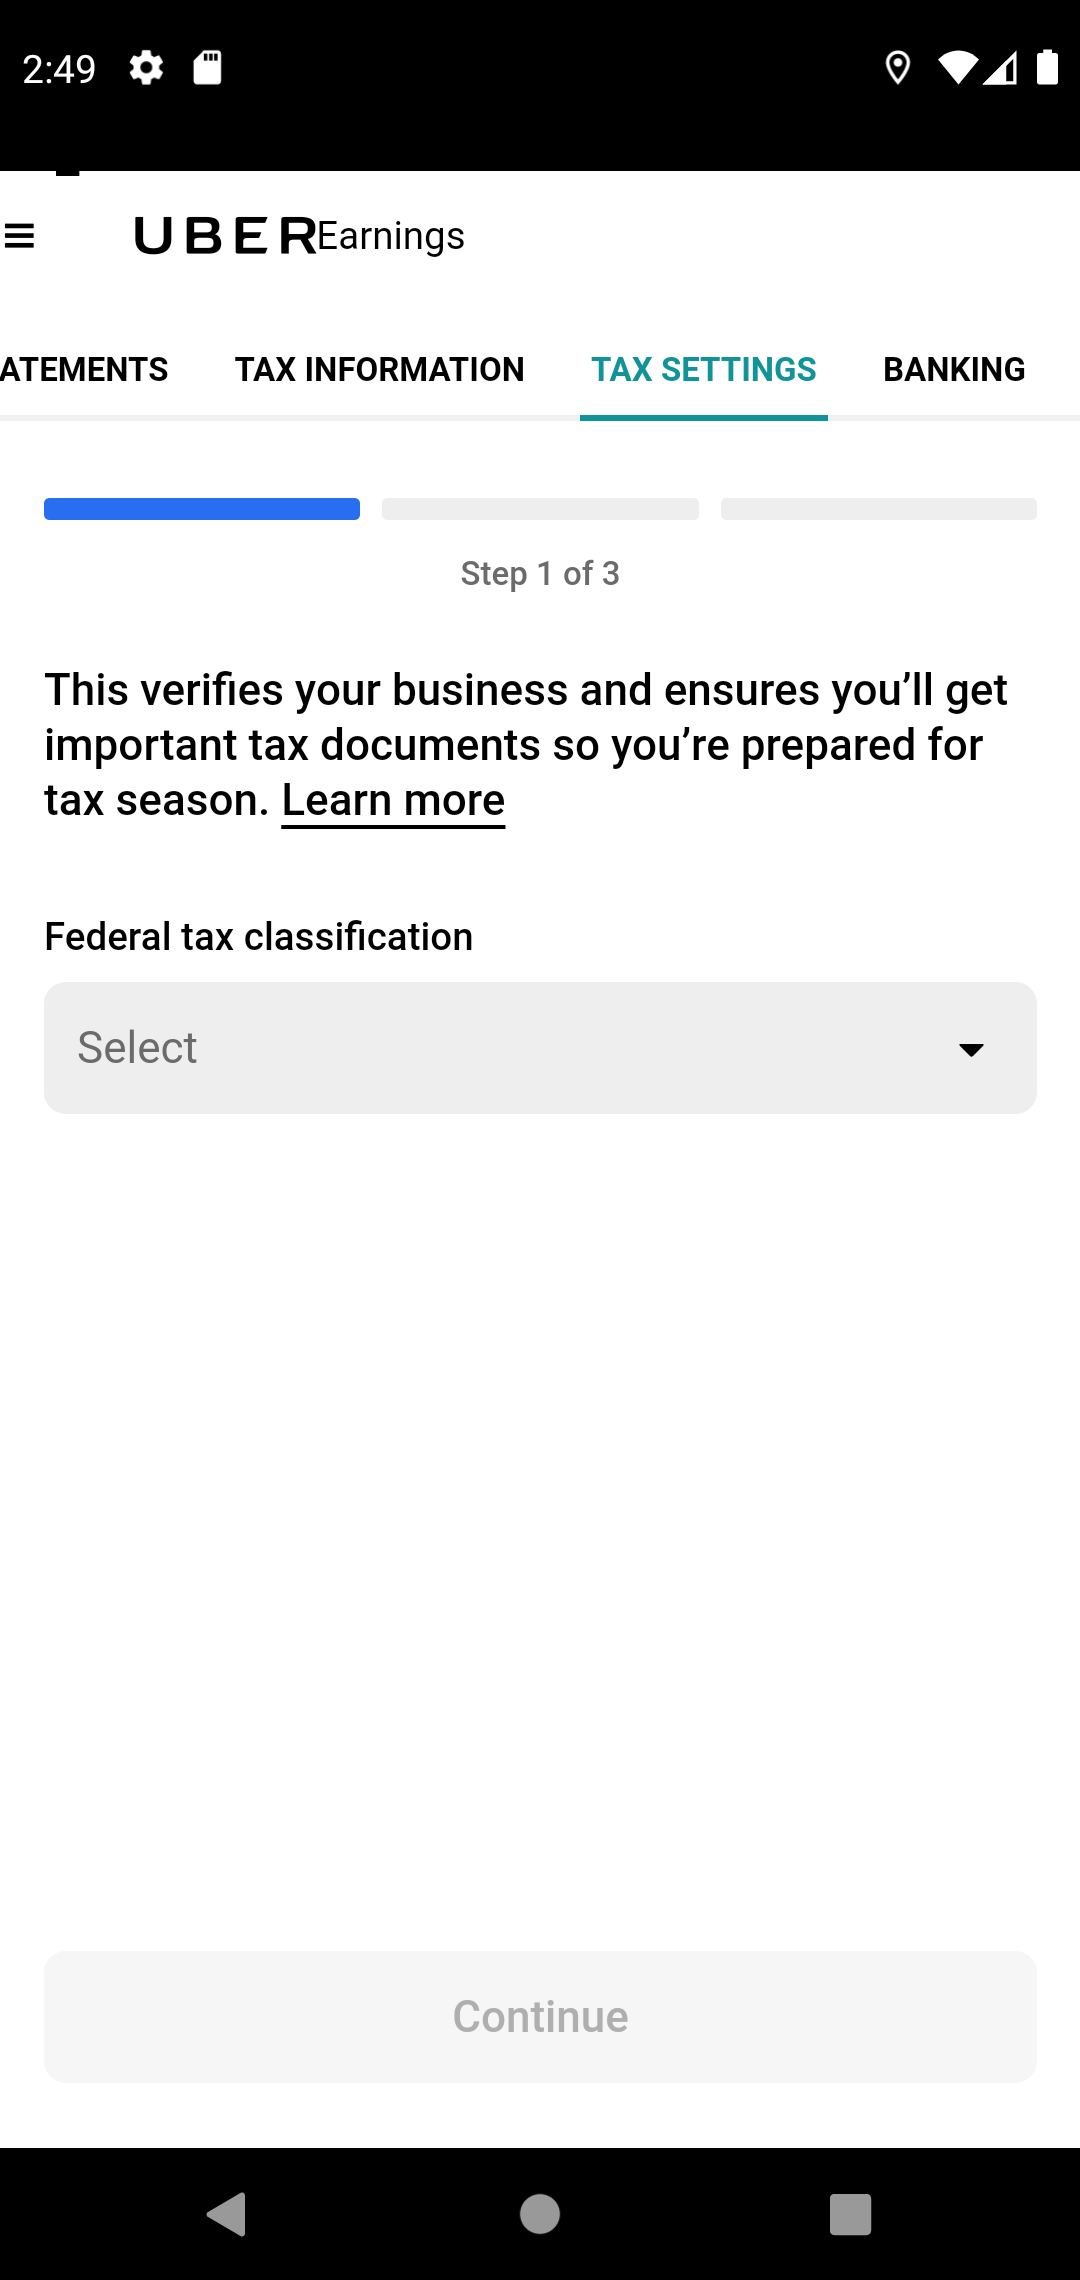 2:49
UBER Earnings
ATEMENTS TAX INFORMATION TAX SETTINGS BANKING
Step 1 of 3
This verifies your business and ensures you’ll get
important tax documents so you’re prepared for
tax season. Learn more
Federal tax classification
Select
Continue